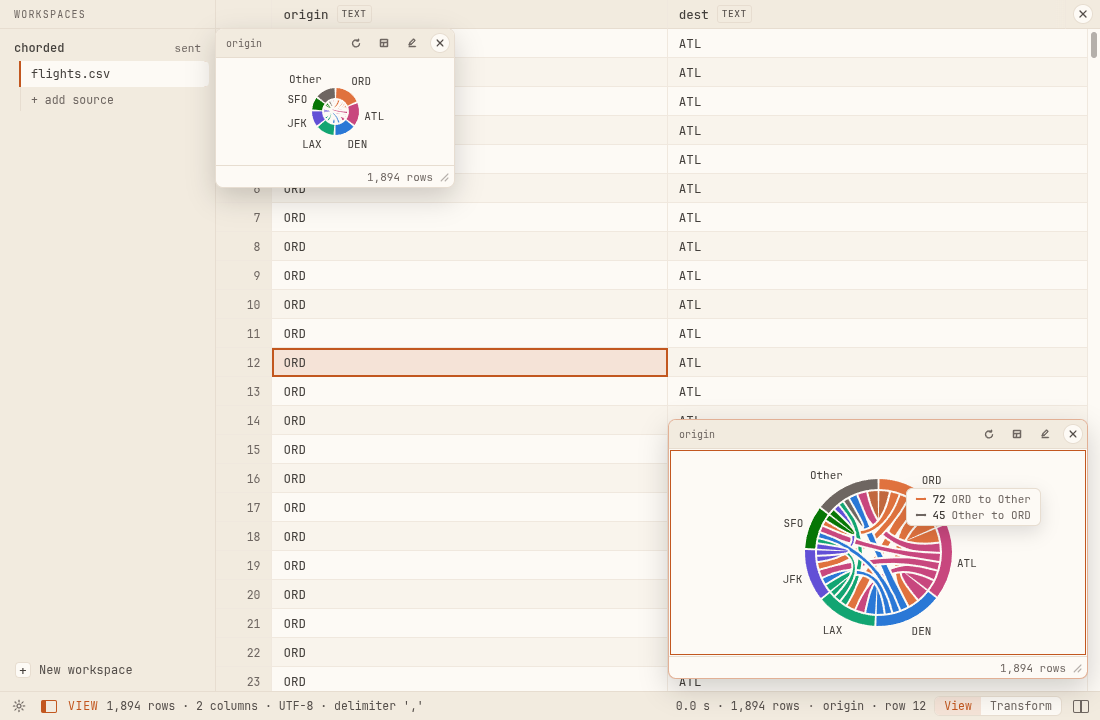 WORKSPACES
chorded sent
flights.csv
+ add source
+ New workspace
origin TEXT dest TEXT
origin
Other ORD
SFO
JFK ATL
LAX DEN
1,894 rows
ATL
ATL
ATL
ATL
ATL
6 ORD ATL
7 ORD ATL
8 ORD ATL
9 ORD ATL
10 ORD ATL
11 ORD ATL
12 ORD ATL
13 ORD ATL
14 ORD ATL
15 ORD
16 ORD
17 ORD
18 ORD
19 ORD
20 ORD
21 ORD
22 ORD
23 ORD ATL
origin
Other ORD
72 ORD to Other
45 Other to ORD
SFO
ATL
JFK
LAX DEN
1,894 rows
VIEW 1,894 rows · 2 columns · UTF-8 · delimiter ','
0.0 s · 1,894 rows · origin · row 12 View Transform